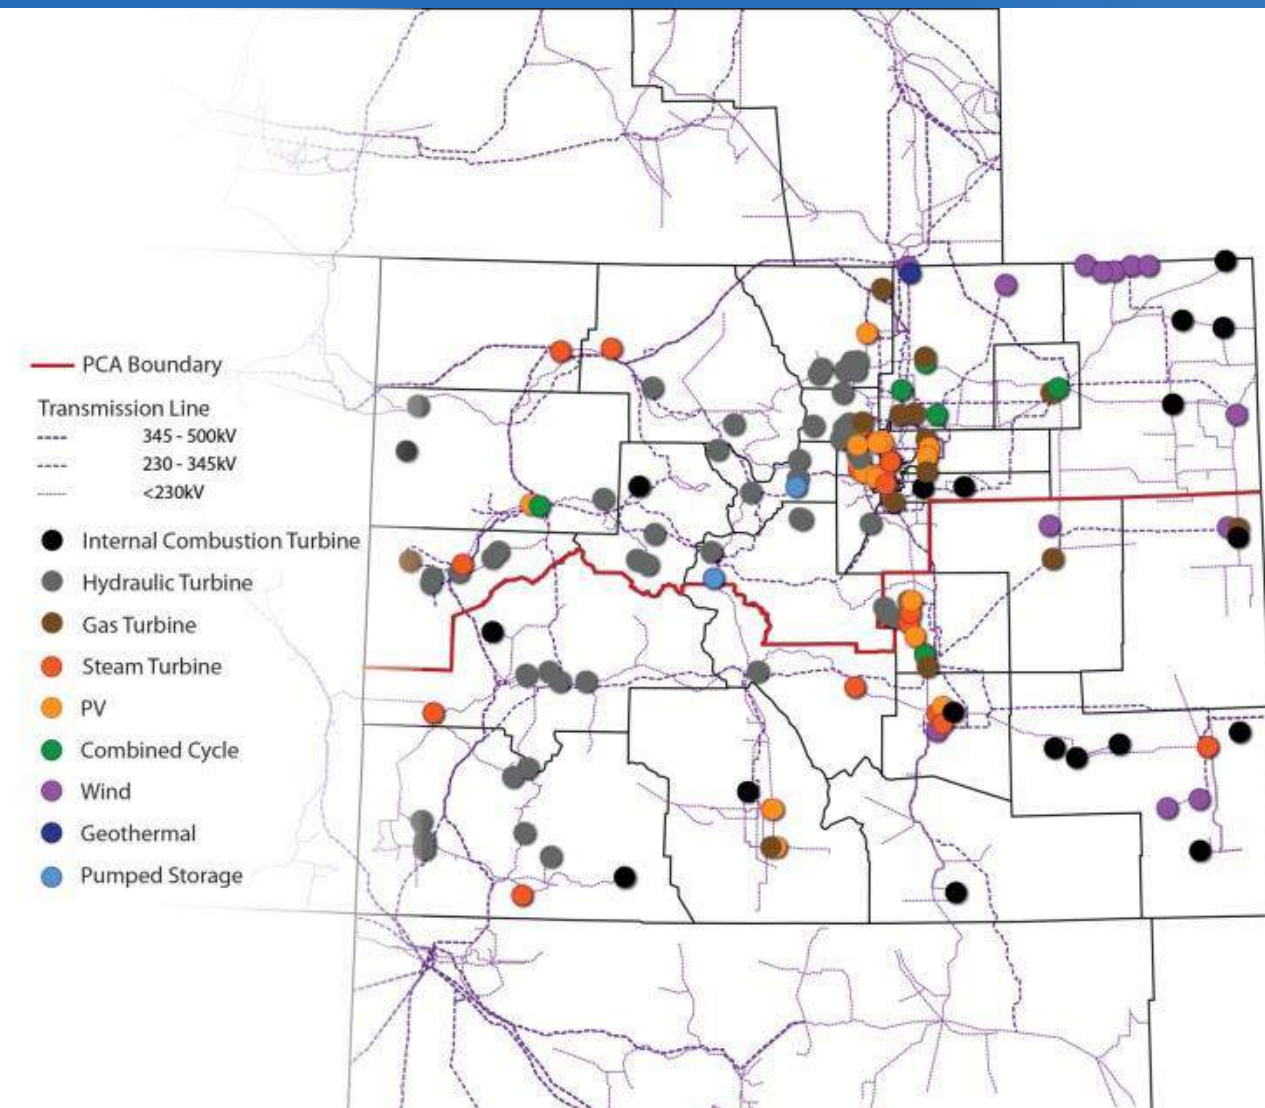 PCA Boundary
Transmission Line
345 - 500kV
230 - 345kV
<230kV
Internal Combustion Turbine
Hydraulic Turbine
Gas Turbine
Steam Turbine
PV
Combined Cycle
Wind
Geothermal
Pumped Storage